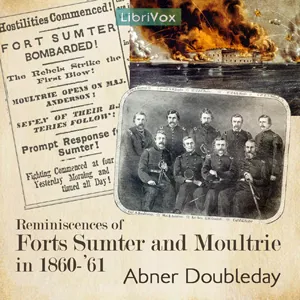 LibriVox
Hostilities Commenced!
FORT SUMTER
BOMBARDED!
The Rebels Strike the
First Blow!
MOULTRIE OPENS ON MAJ.
ANDERSON!
SEVEN OF THEIR BAT
TERIES FOLLOW!
Prompt Response
Sumter!
Fighting Commenced at four
Yesterday Morning and
tinued all Day!
Reminiscences of
Forts Sumter and Moultrie
in 1860-'61
Abner Doubleday